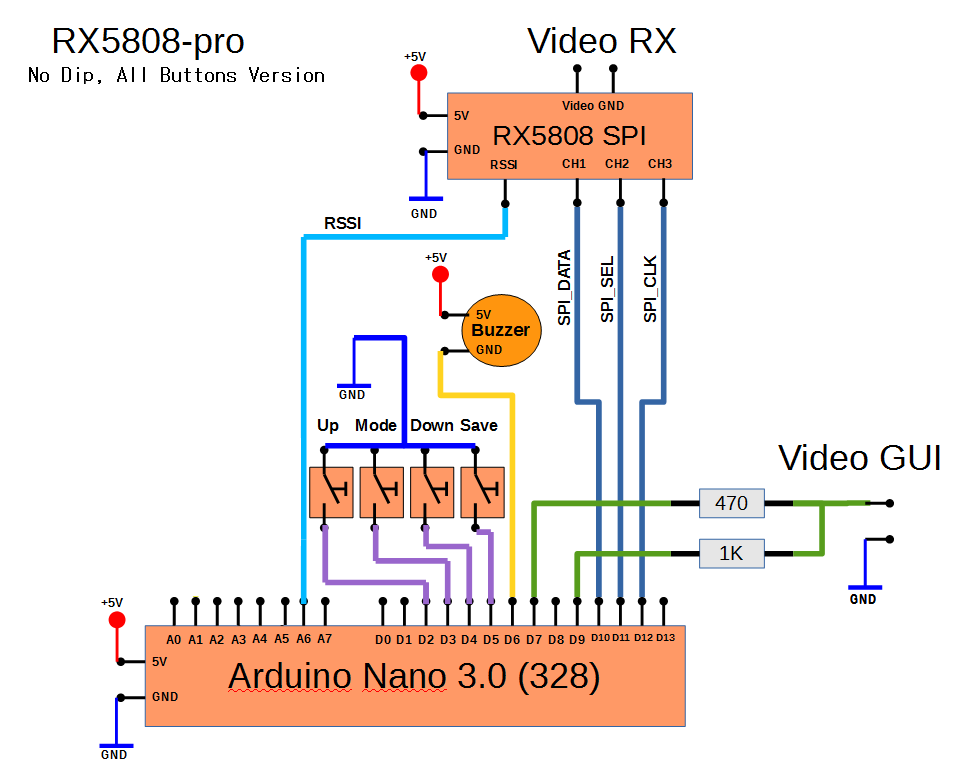 RX5808-pro
No Dip, All Buttons Version
Video RX
+5V
Video GND
5V
RX5808 SPI
GND
RSSI
CH1
CH2
CH3
GND
RSSI
SPI_DATA
SPI_SEL
SPI_CLK
+5V
5V
Buzzer
GND
GND
Up Mode Down Save
Video GUI
470
1K
GND
+5V
A0 A1 A2 A3 A4 A5 A6 A7 D0 D1 D2 D3 D4 D5 D6 D7 D8 D9 D10 D11 D12 D13
5V
Arduino Nano 3.0 (328)
GND
GND